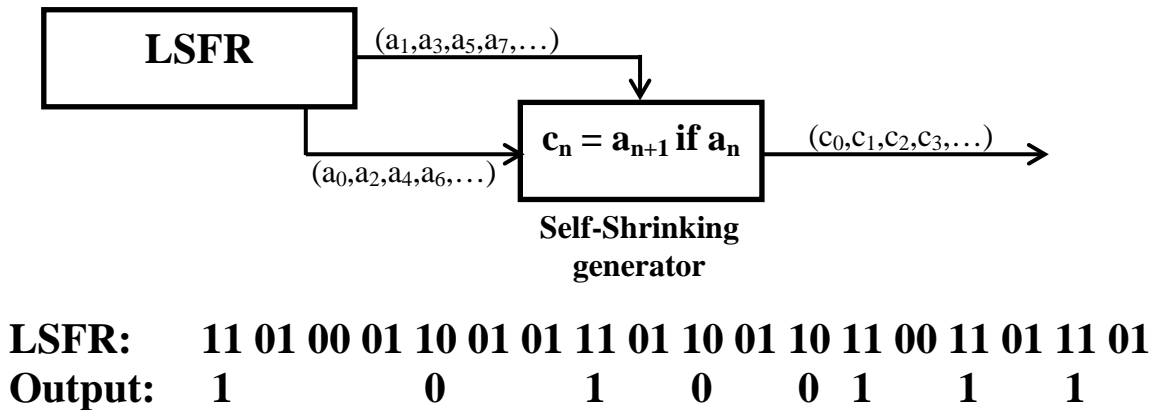 LSFR
(a₁,a₃,a₅,a₇,…)
cₙ = aₙ₊₁ if aₙ
(c₀,c₁,c₂,c₃,…)
(a₀,a₂,a₄,a₆,…)
Self-Shrinking
generator
LSFR: 11 01 00 01 10 01 01 11 01 10 01 10 11 00 11 01 11 01
Output: 1 0 1 0 0 1 1 1